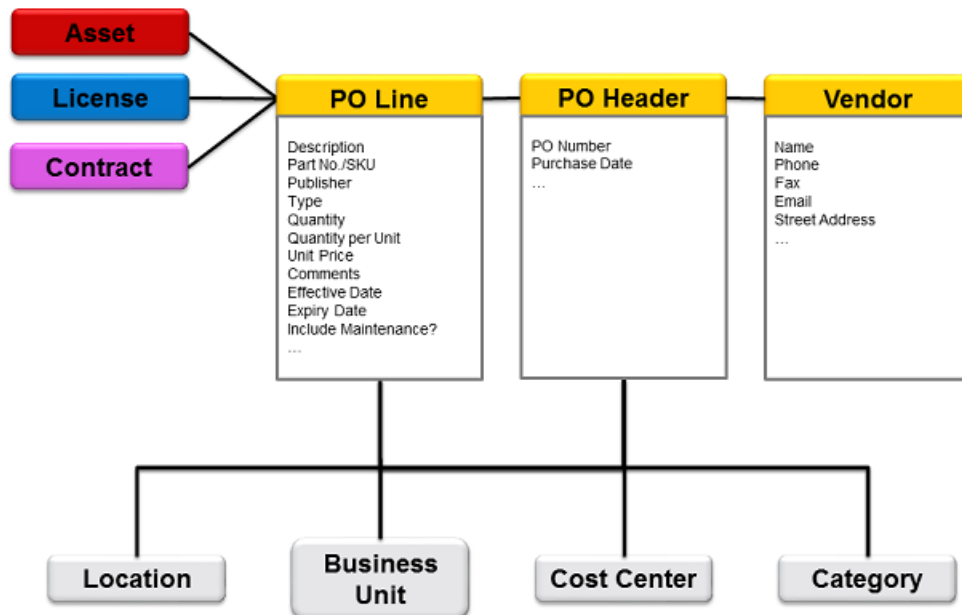 Asset
License
Contract
PO Line
Description
Part No./SKU
Publisher
Type
Quantity
Quantity per Unit
Unit Price
Comments
Effective Date
Expiry Date
Include Maintenance?
…
PO Header
PO Number
Purchase Date
…
Vendor
Name
Phone
Fax
Email
Street Address
…
Location
Business
Unit
Cost Center
Category